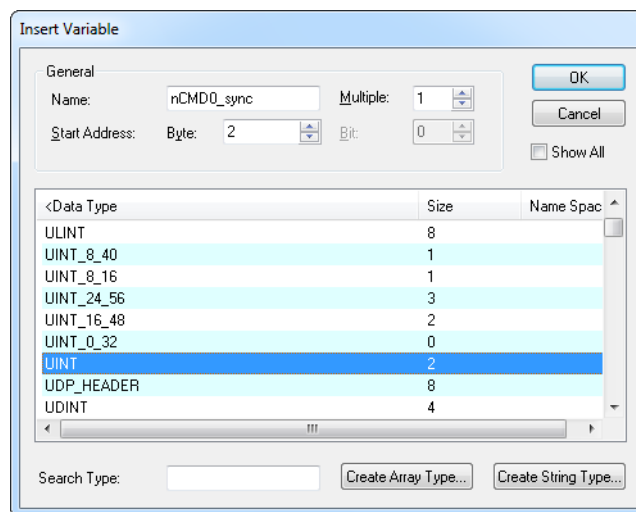 Insert Variable
General
Name: nCMD0_sync Multiple: 1
Start Address: Byte: 2 Bit: 0
OK
Cancel
Show All
<Data Type Size Name Spac
ULINT 8
UINT_8_40 1
UINT_8_16 1
UINT_24_56 3
UINT_16_48 2
UINT_0_32 0
UINT 2
UDP_HEADER 8
UDINT 4
Search Type: Create Array Type... Create String Type...